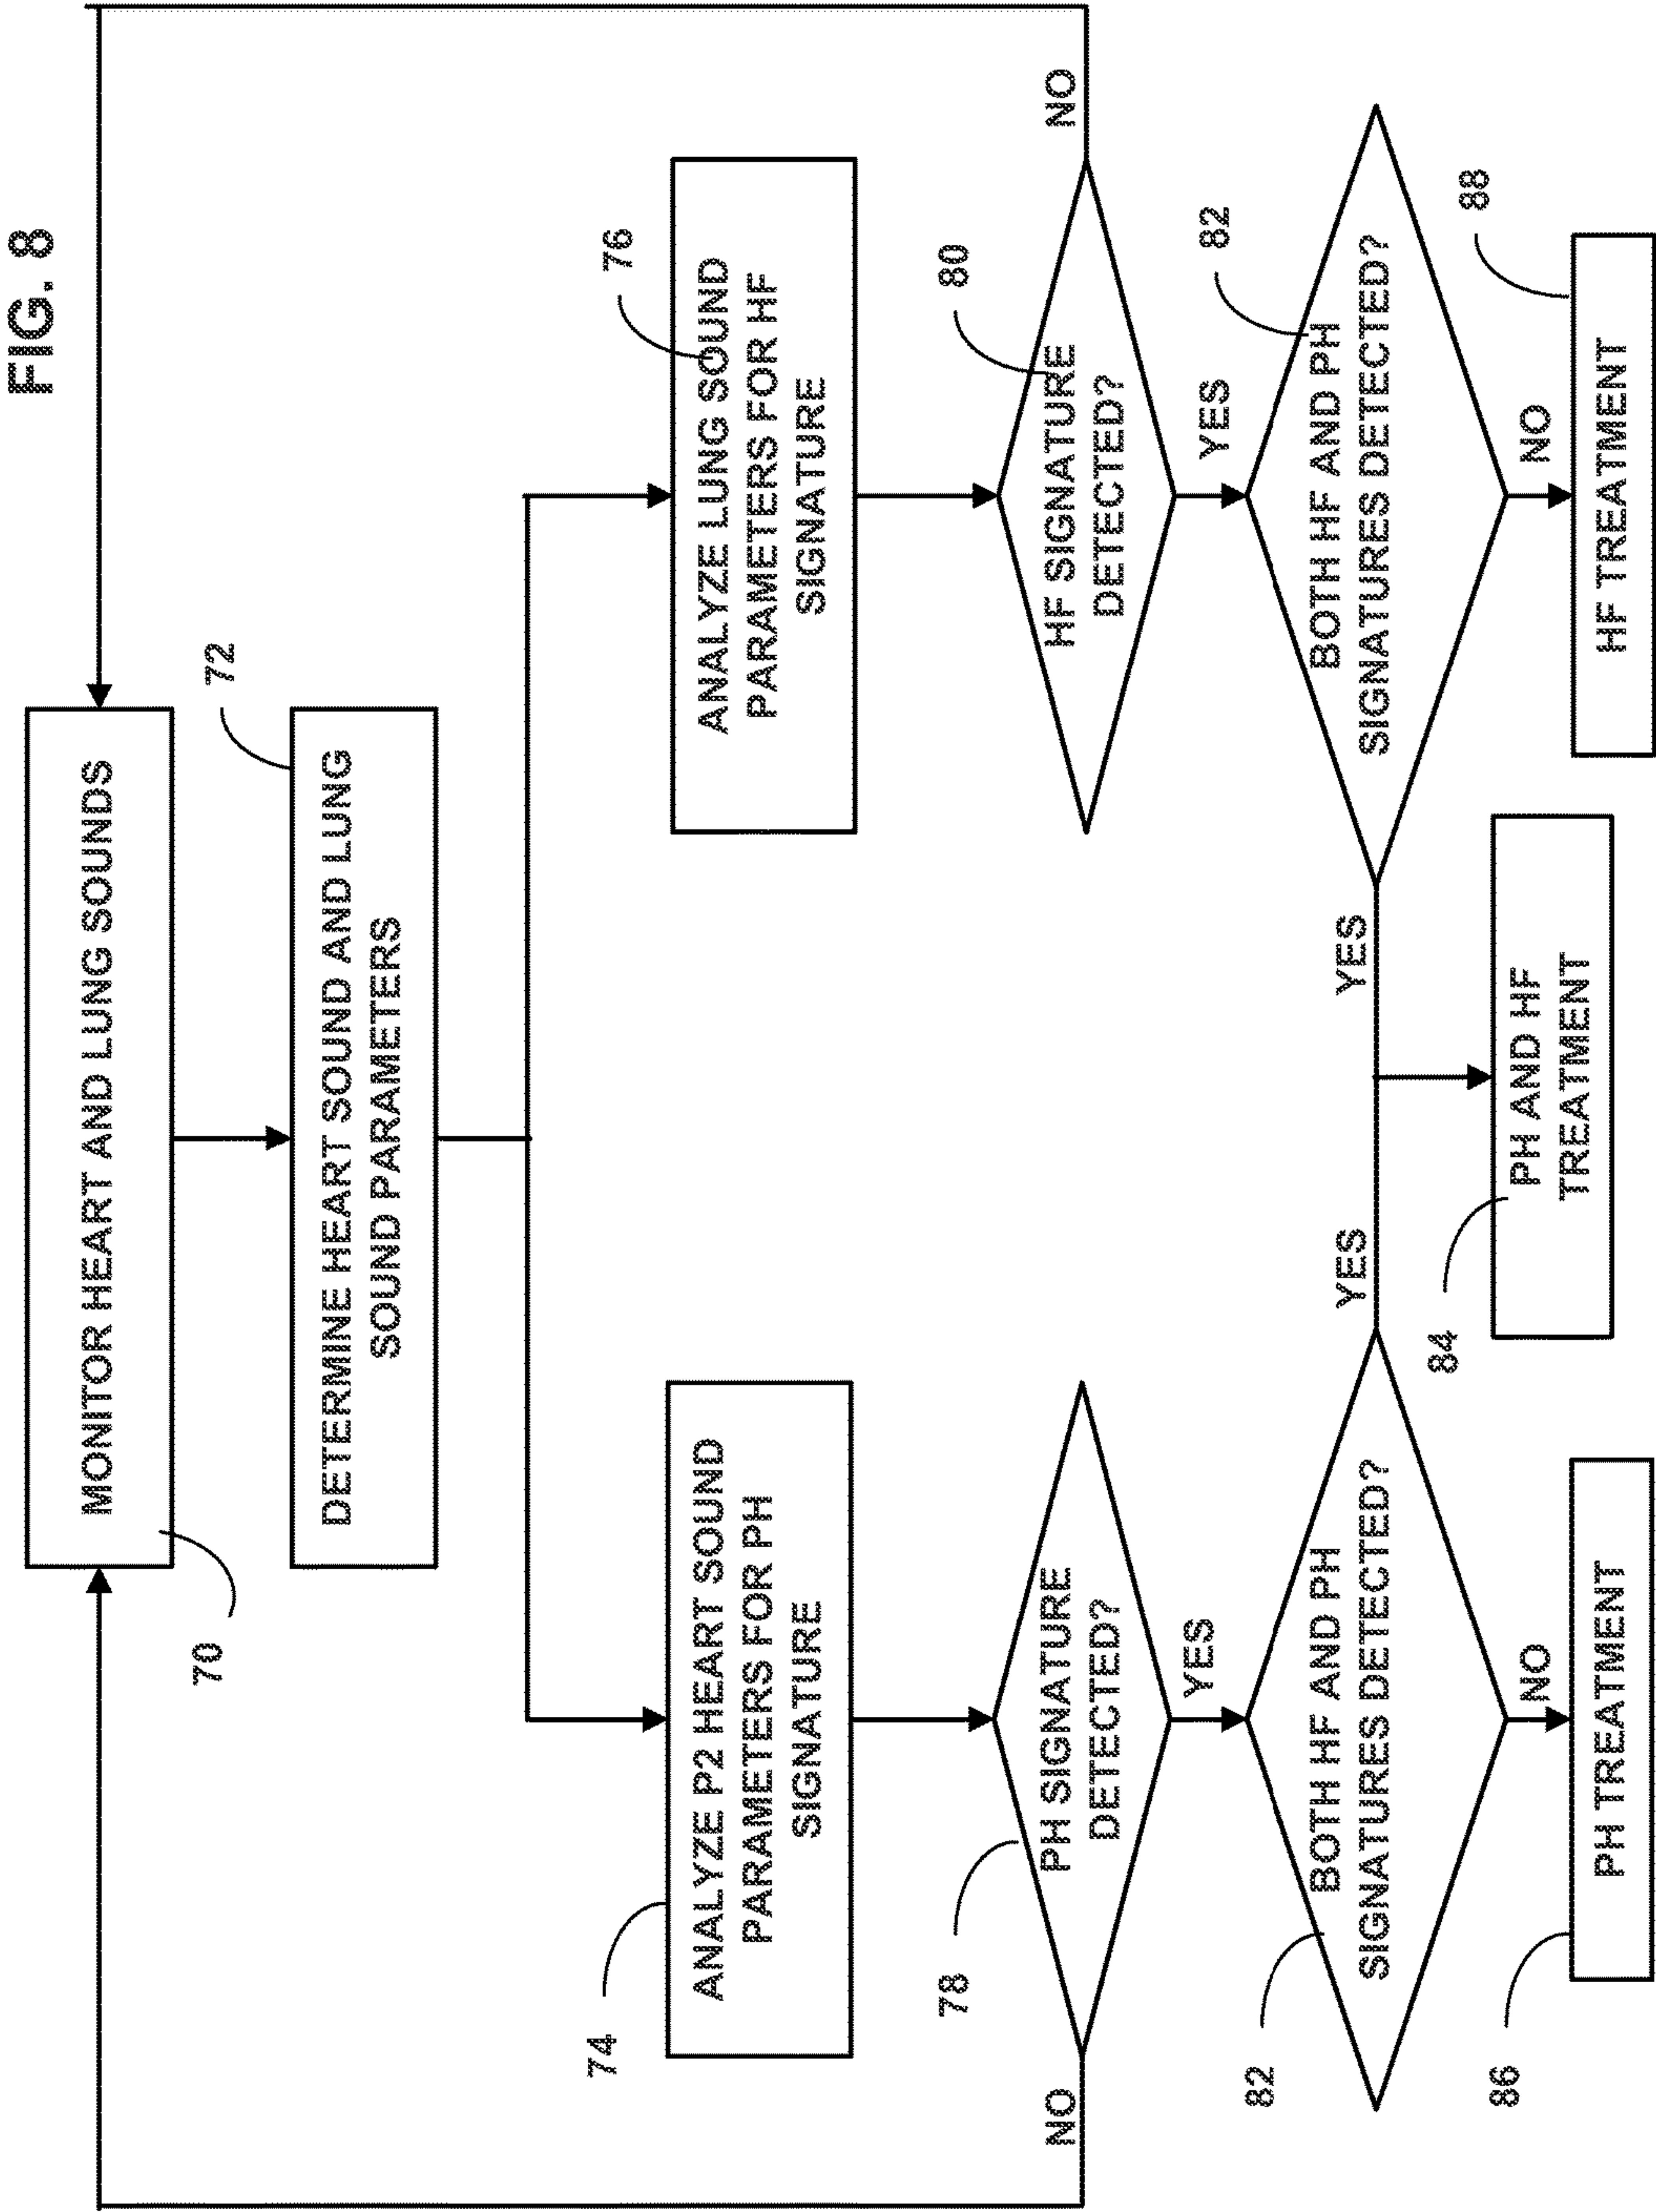 FIG. 8
MONITOR HEART AND LUNG SOUNDS
70
72
DETERMINE HEART SOUND AND LUNG
SOUND PARAMETERS
74
ANALYZE P2 HEART SOUND
PARAMETERS FOR PH
SIGNATURE
76
ANALYZE LUNG SOUND
PARAMETERS FOR HF
SIGNATURE
NO
78
PH SIGNATURE
DETECTED?
YES
80
HF SIGNATURE
DETECTED?
NO
YES
82
BOTH HF AND PH
SIGNATURES DETECTED?
YES
YES
82
BOTH HF AND PH
SIGNATURES DETECTED?
NO
84
PH AND HF
TREATMENT
NO
86
PH TREATMENT
88
HF TREATMENT